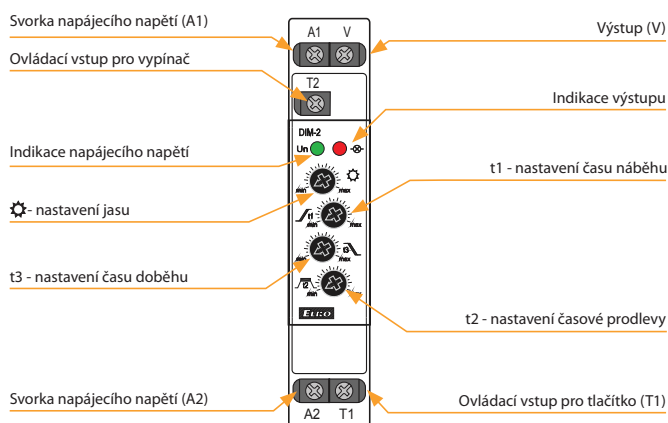 Svorka napájecího napětí (A1)
A1 V
Výstup (V)
Ovládací vstup pro vypínač
T2
Indikace výstupu
DIM-2
Un
Indikace napájecího napětí
t1 - nastavení času náběhu
min max
- nastavení jasu
t1
min max
t3
min max
t3 - nastavení času doběhu
t2
min
ELKO
t2 - nastavení časové prodlevy
Svorka napájecího napětí (A2)
Ovládací vstup pro tlačítko (T1)
A2 T1